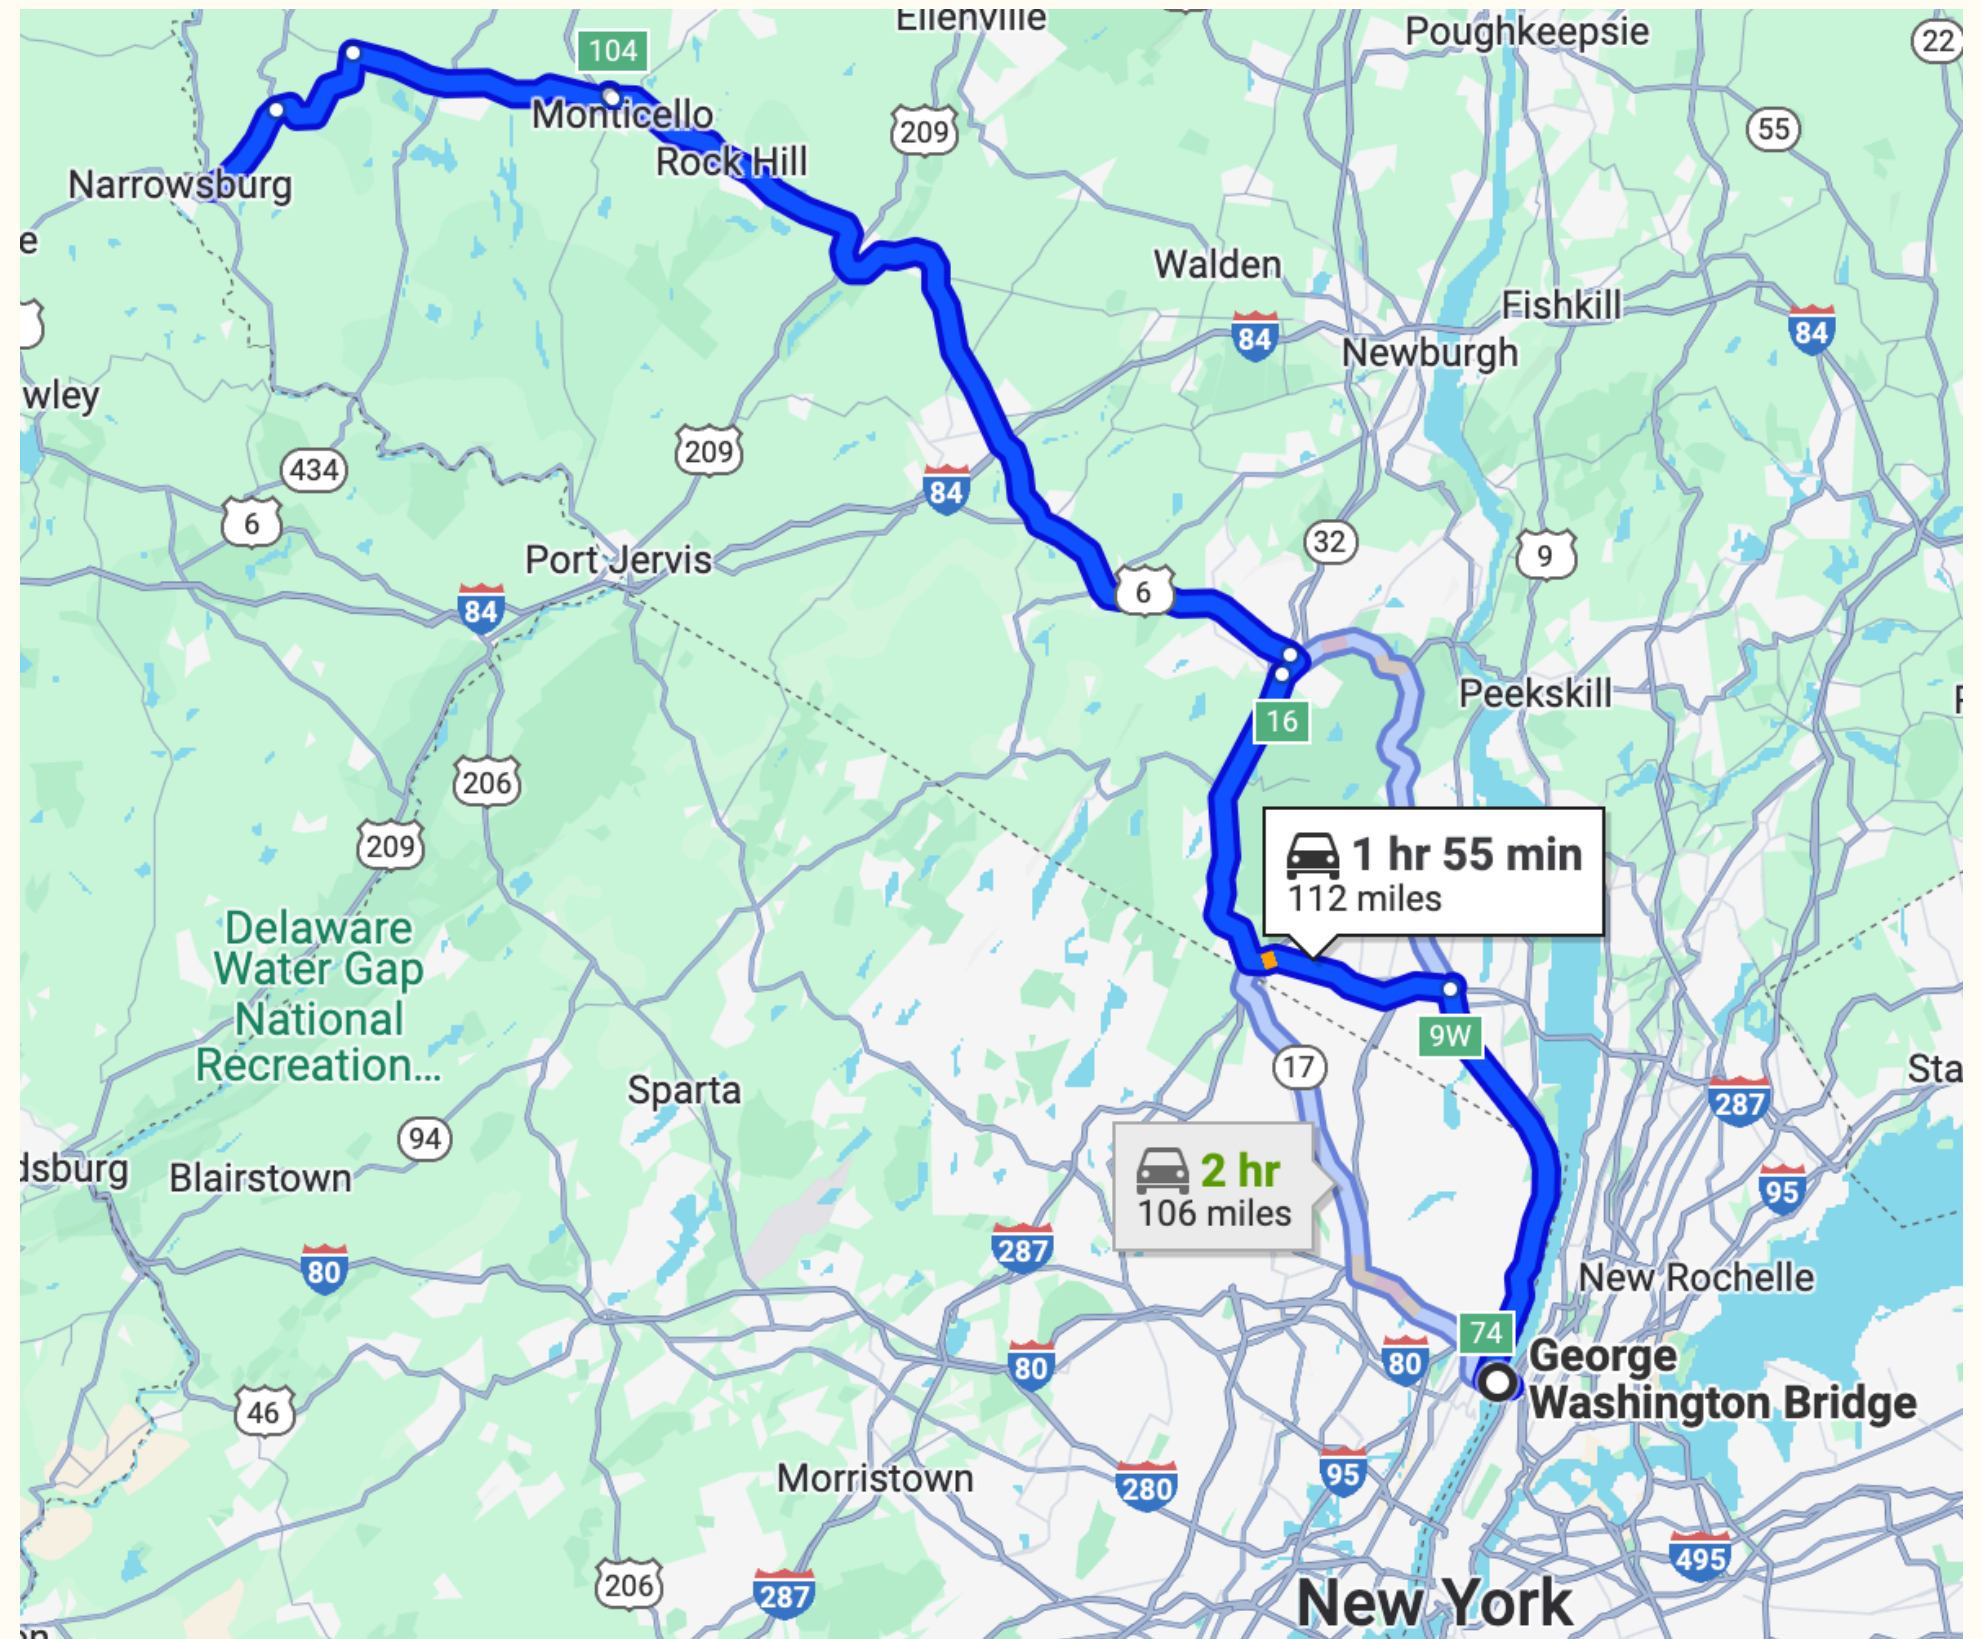 Ellenville
Poughkeepsie
22
104
Monticello
209
55
Rock Hill
Narrowsburg
e
Walden
Fishkill
84
84
Newburgh
wley
209
434
84
6
32
9
Port Jervis
6
84
Peekskill
16
206
209
1 hr 55 min
112 miles
Delaware
Water Gap
National
Recreation...
9W
17
Sta
Sparta
287
94
dsburg
Blairstown
2 hr
106 miles
95
287
80
New Rochelle
74
80
80
George
Washington Bridge
46
Morristown
280
95
495
206
287
New York